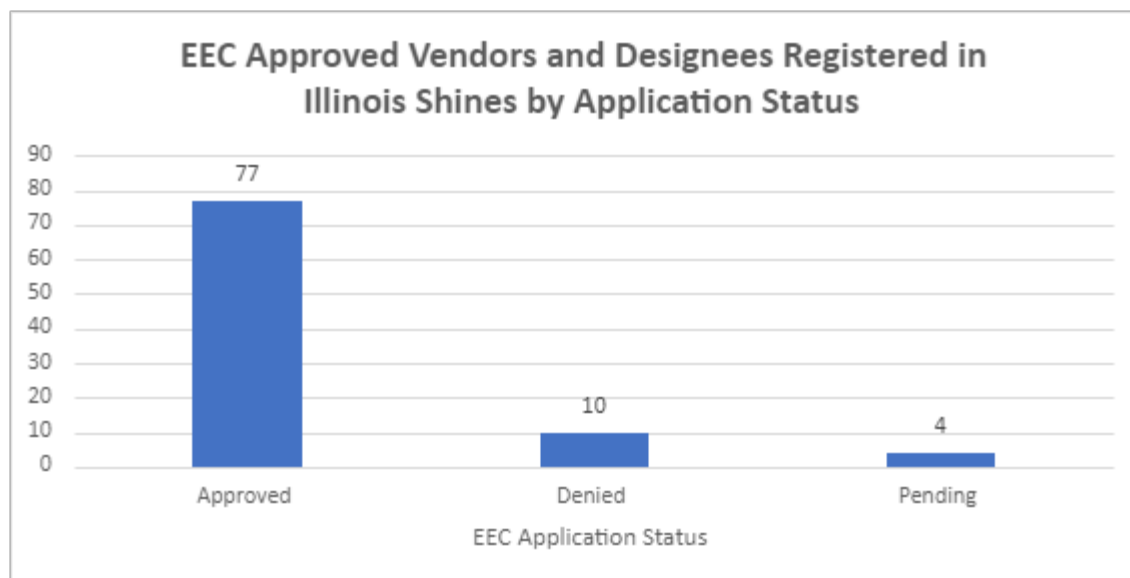 EEC Approved Vendors and Designees Registered in
Illinois Shines by Application Status
90
80
70
60
50
40
30
20
10
0
77
10
4
Approved
Denied
Pending
EEC Application Status